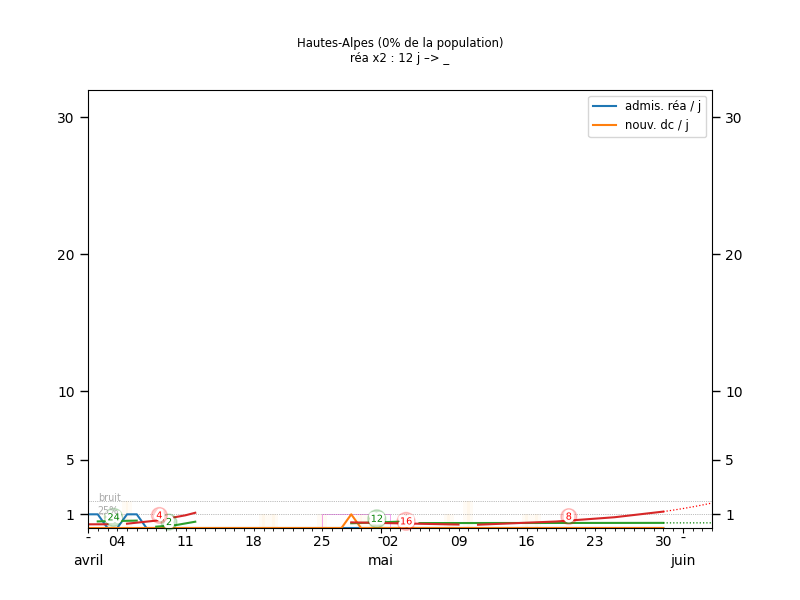 Hautes-Alpes (0% de la population)
réa x2 : 12 j –> _
admis. réa / j
nouv. dc / j
30 30
20 20
10 10
5 5
bruit
25%
24 4 2 12 16 8
1 1
- 04 11 18 25 - 02 09 16 23 30 -
avril mai juin